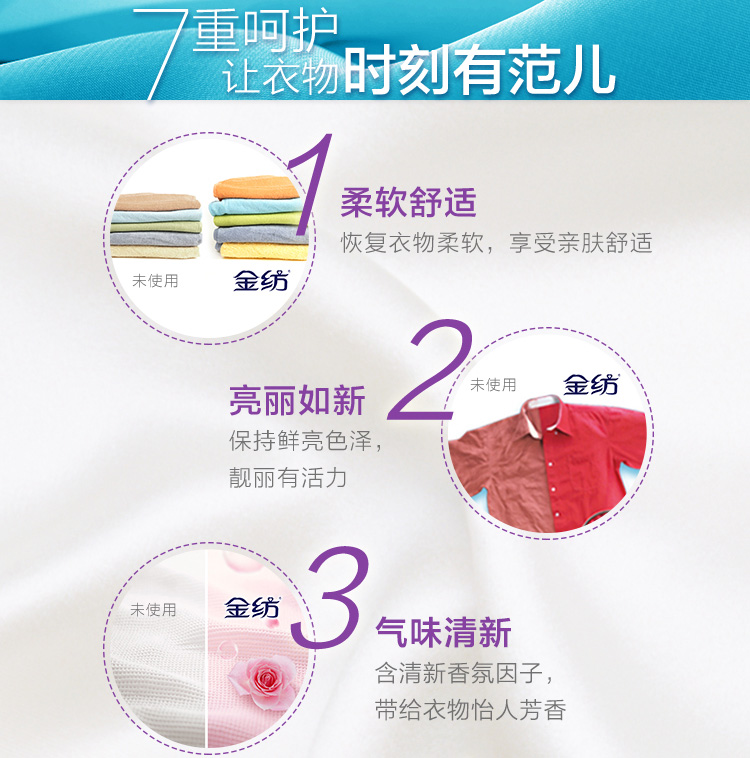 7重呵护
让衣物时刻有范儿
1
柔软舒适
恢复衣物柔软，享受亲肤舒适
未使用
金纺
2
未使用
金纺
亮丽如新
保持鲜亮色泽，
靓丽有活力
3
未使用
金纺
气味清新
含清新香氛因子，
带给衣物怡人芳香